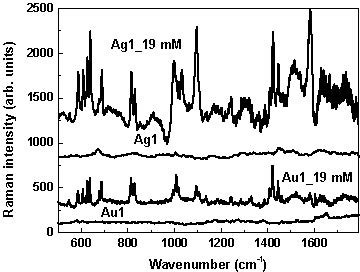 2500
2000
1500
1000
500
0
Raman intensity (arb. units)
Ag1_19 mM
Ag1
Au1_19 mM
Au1
600 800 1000 1200 1400 1600
Wavenumber (cm⁻¹)